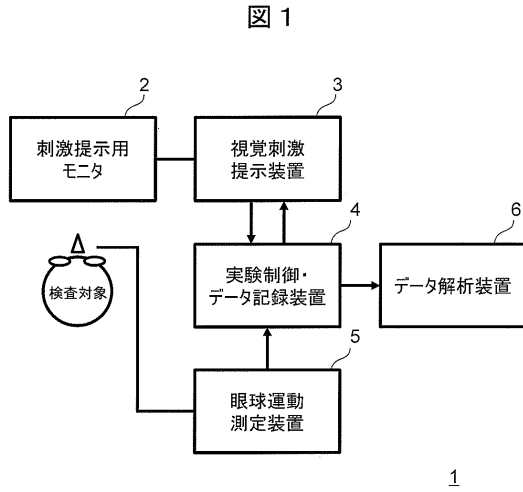 図1
2
刺激提示用
モニタ
3
視覚刺激
提示装置
4
実験制御・
データ記録装置
6
データ解析装置
検査対象
5
眼球運動
測定装置
1